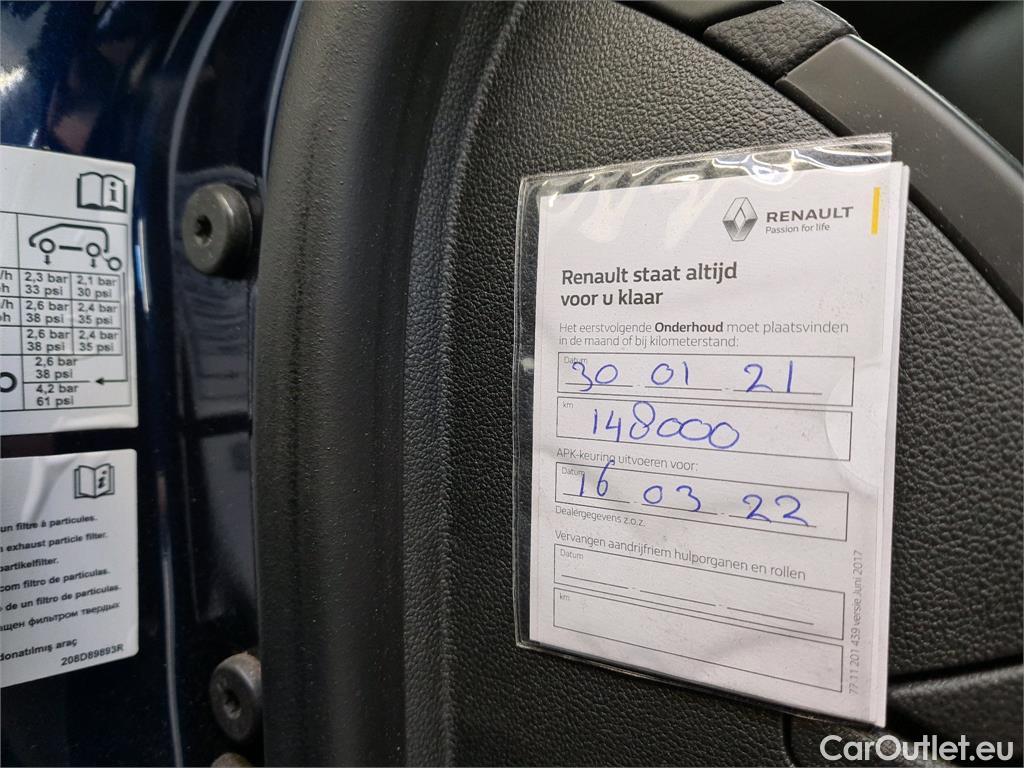 /h 2,3 bar 2,1 bar
33 psi 30 psi
/h 2,6 bar 2,4 bar
38 psi 35 psi
2,6 bar 2,4 bar
38 psi 35 psi
2,6 bar
38 psi
4,2 bar
61 psi
un filtre à particules.
exhaust particle filter.
partikelfilter.
com filtro de partículas.
de un filtro de partículas.
ащен фильтром твердых
donatılmış araç
208D89893R
RENAULT
Passion for life
Renault staat altijd
voor u klaar
Het eerstvolgende Onderhoud moet plaatsvinden
in de maand of bij kilometerstand:
Datum
30 01 21
km
148000
APK-keuring uitvoeren voor:
Datum
16 03 22
Dealergegevens z.o.z.
Vervangen aandrijfriem hulporganen en rollen
Datum
km
77 11 201 439 versie Juni 2017
CarOutlet.eu